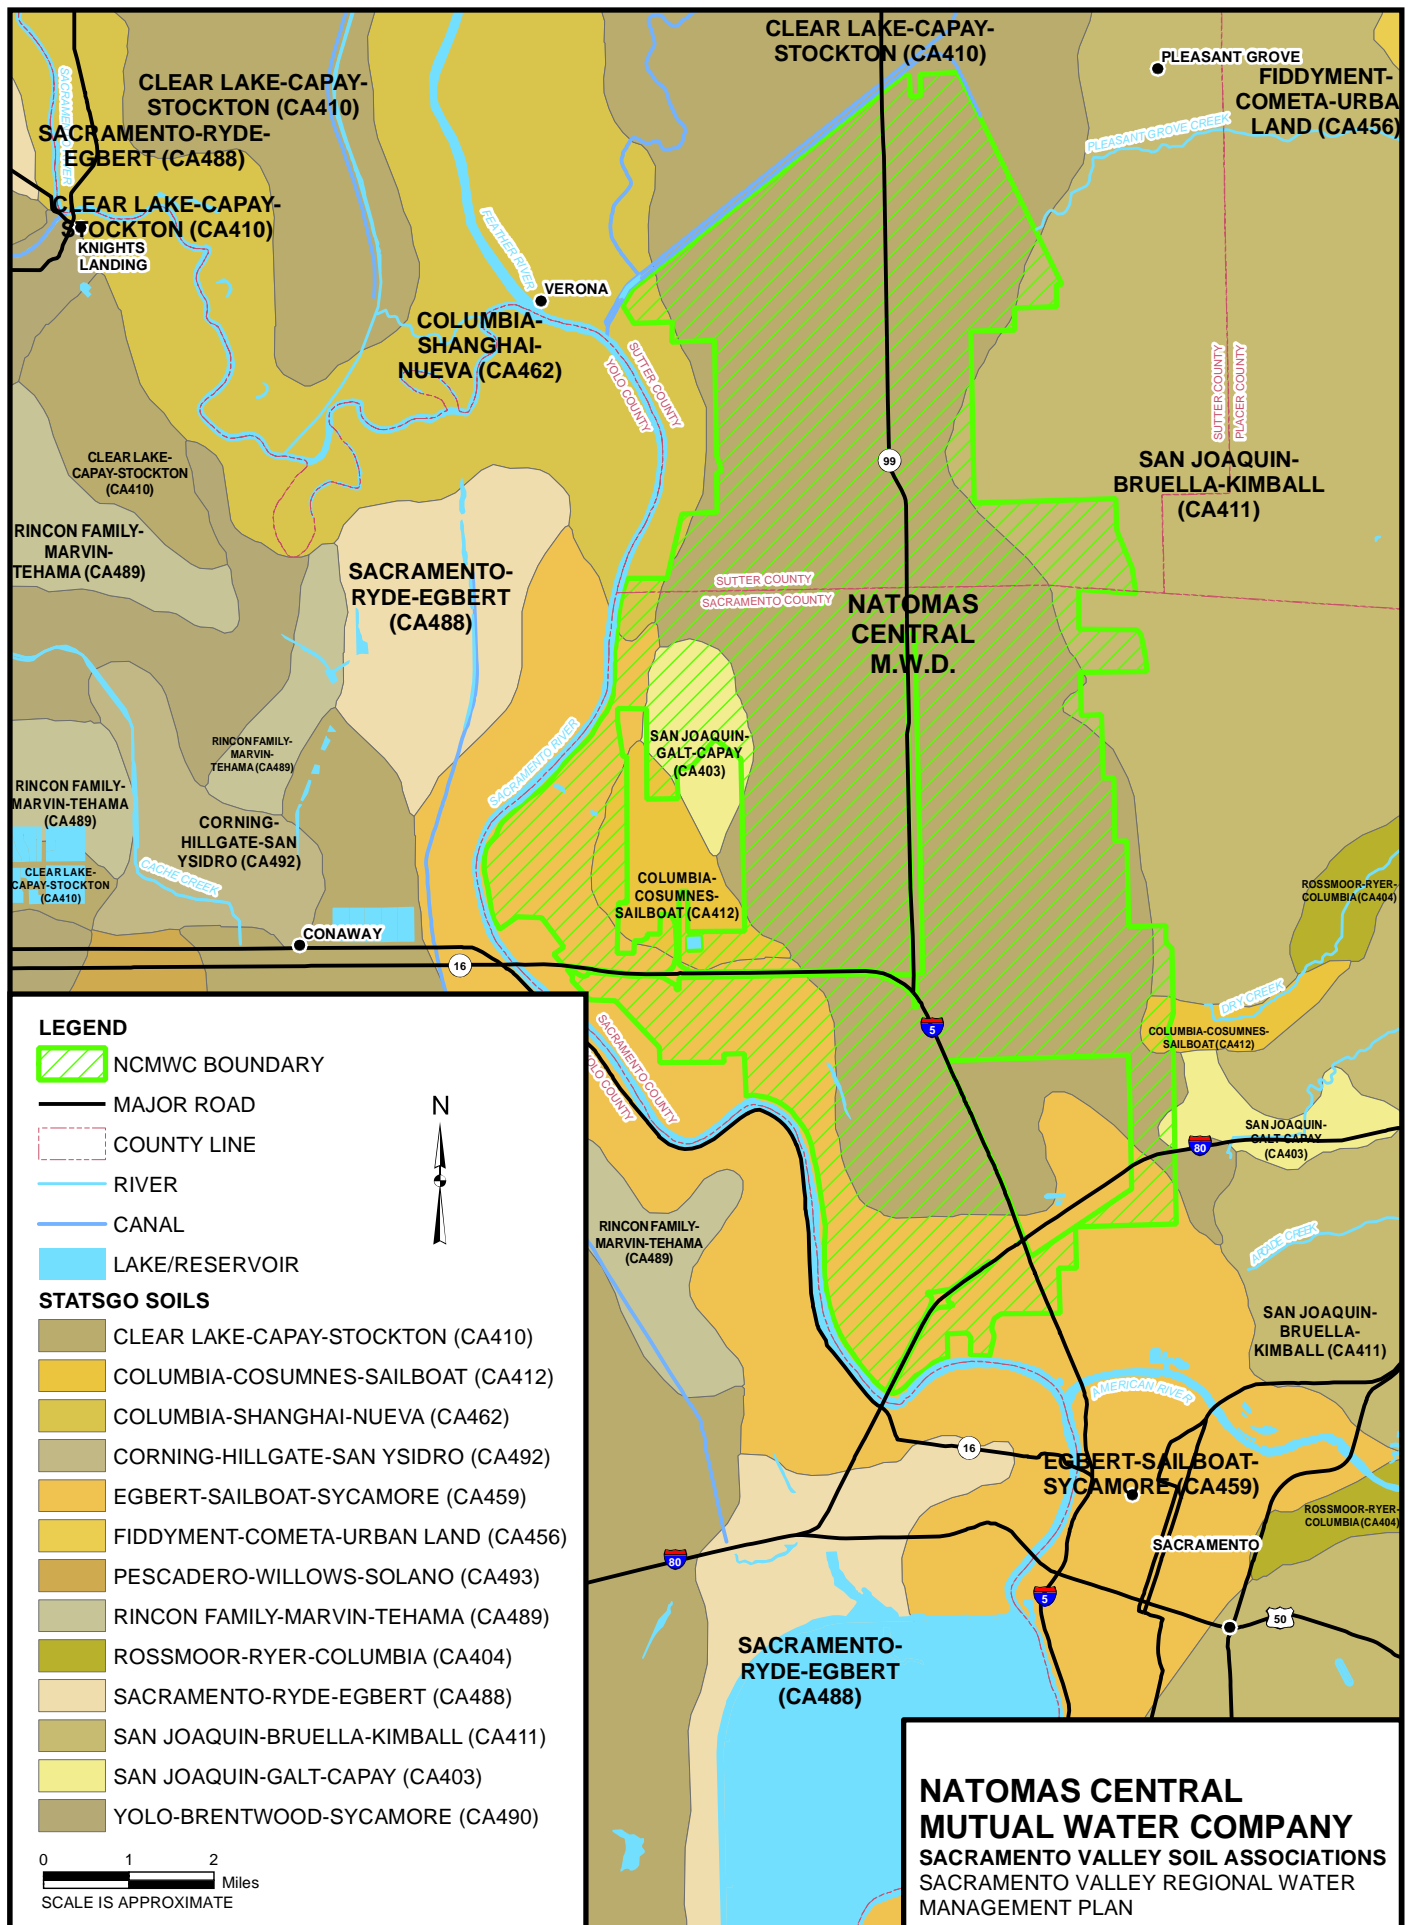 CLEAR LAKE-CAPAY-
STOCKTON (CA410)
PLEASANT GROVE
FIDDYMENT-
COMETA-URBA
LAND (CA456)
PLEASANT GROVE CREEK
CLEAR LAKE-CAPAY-
STOCKTON (CA410)
SACRAMENTO-RYDE-
EGBERT (CA488)
CLEAR LAKE-CAPAY-
STOCKTON (CA410)
KNIGHTS
LANDING
FEATHER RIVER
VERONA
COLUMBIA-
SHANGHAI-
NUEVA (CA462)
SUTTER COUNTY
YOLO COUNTY
SUTTER COUNTY
PLACER COUNTY
99
SAN JOAQUIN-
BRUELLA-KIMBALL
(CA411)
CLEAR LAKE-
CAPAY-STOCKTON
(CA410)
RINCON FAMILY-
MARVIN-
TEHAMA (CA489)
SACRAMENTO-
RYDE-EGBERT
(CA488)
SUTTER COUNTY
SACRAMENTO COUNTY
NATOMAS
CENTRAL
M.W.D.
RINCON FAMILY-
MARVIN-
TEHAMA (CA489)
SACRAMENTO RIVER
SAN JOAQUIN-
GALT-CAPAY
(CA403)
RINCON FAMILY-
MARVIN-TEHAMA
(CA489)
CORNING-
HILLGATE-SAN
YSIDRO (CA492)
CACHE CREEK
CLEAR LAKE-
CAPAY-STOCKTON
(CA410)
COLUMBIA-
COSUMNES-
SAILBOAT (CA412)
ROSSMOOR-RYER-
COLUMBIA (CA404)
CONAWAY
16
DRY CREEK
5
COLUMBIA-COSUMNES-
SAILBOAT (CA412)
SACRAMENTO COUNTY
YOLO COUNTY
SAN JOAQUIN-
GALT-CAPAY
(CA403)
80
RINCON FAMILY-
MARVIN-TEHAMA
(CA489)
SAN JOAQUIN-
BRUELLA-
KIMBALL (CA411)
AMERICAN RIVER
16
EGBERT-SAILBOAT-
SYCAMORE (CA459)
ROSSMOOR-RYER-
COLUMBIA (CA404)
SACRAMENTO
80
5
50
SACRAMENTO-
RYDE-EGBERT
(CA488)
LEGEND
NCMWC BOUNDARY
MAJOR ROAD
COUNTY LINE
RIVER
CANAL
LAKE/RESERVOIR
N
STATSGO SOILS
CLEAR LAKE-CAPAY-STOCKTON (CA410)
COLUMBIA-COSUMNES-SAILBOAT (CA412)
COLUMBIA-SHANGHAI-NUEVA (CA462)
CORNING-HILLGATE-SAN YSIDRO (CA492)
EGBERT-SAILBOAT-SYCAMORE (CA459)
FIDDYMENT-COMETA-URBAN LAND (CA456)
PESCADERO-WILLOWS-SOLANO (CA493)
RINCON FAMILY-MARVIN-TEHAMA (CA489)
ROSSMOOR-RYER-COLUMBIA (CA404)
SACRAMENTO-RYDE-EGBERT (CA488)
SAN JOAQUIN-BRUELLA-KIMBALL (CA411)
SAN JOAQUIN-GALT-CAPAY (CA403)
YOLO-BRENTWOOD-SYCAMORE (CA490)
0 1 2
Miles
SCALE IS APPROXIMATE
NATOMAS CENTRAL
MUTUAL WATER COMPANY
SACRAMENTO VALLEY SOIL ASSOCIATIONS
SACRAMENTO VALLEY REGIONAL WATER
MANAGEMENT PLAN